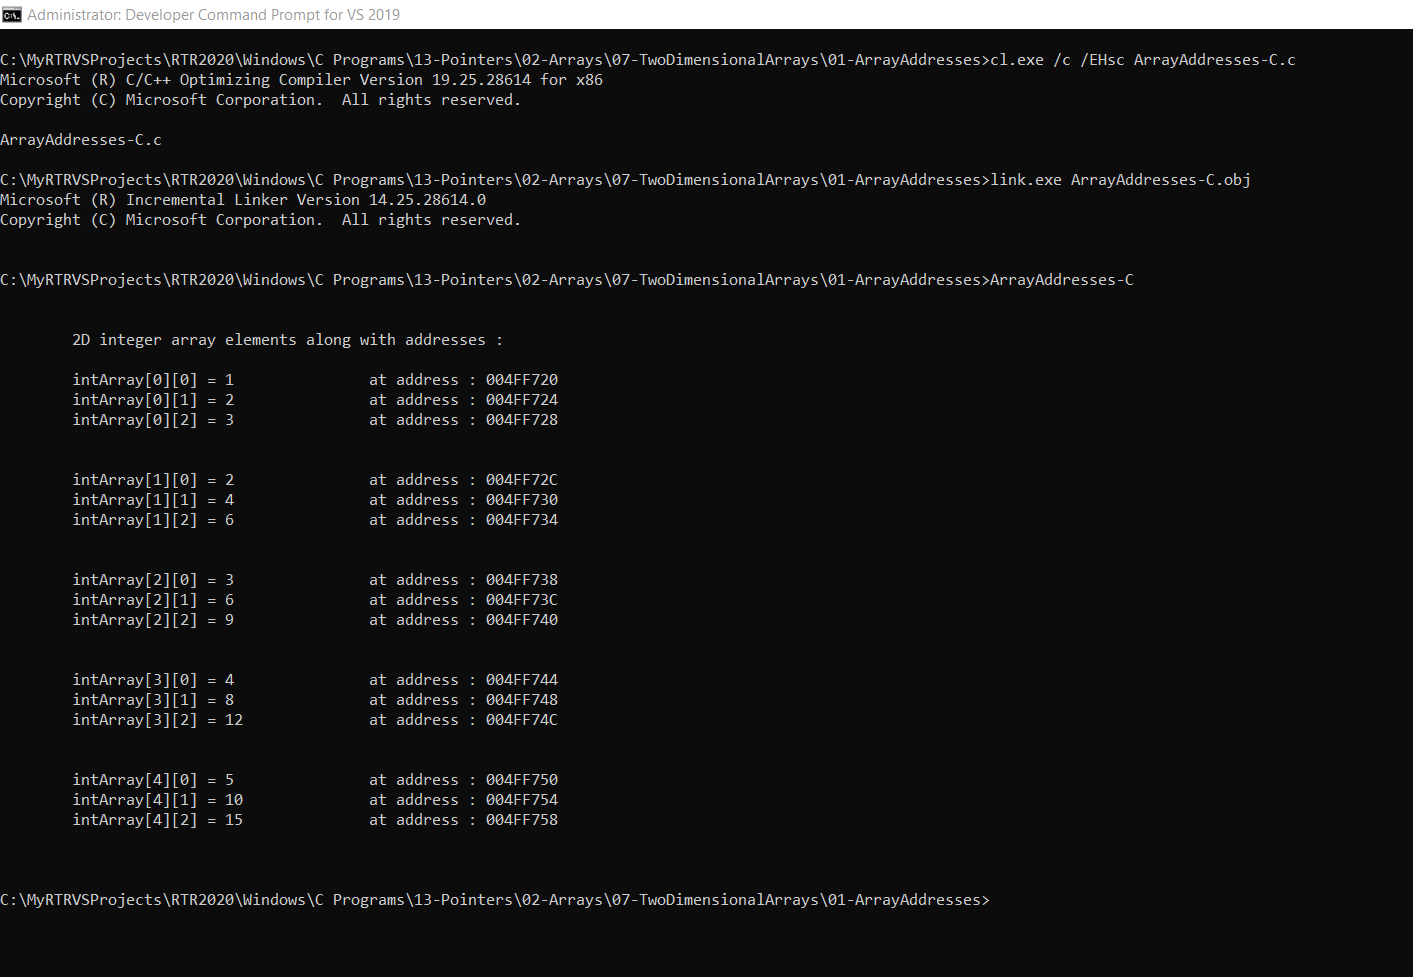 Administrator: Developer Command Prompt for VS 2019
C:\MyRTRVSProjects\RTR2020\Windows\C Programs\13-Pointers\02-Arrays\07-TwoDimensionalArrays\01-ArrayAddresses>cl.exe /c /EHsc ArrayAddresses-C.c
Microsoft (R) C/C++ Optimizing Compiler Version 19.25.28614 for x86
Copyright (C) Microsoft Corporation.  All rights reserved.
ArrayAddresses-C.c
C:\MyRTRVSProjects\RTR2020\Windows\C Programs\13-Pointers\02-Arrays\07-TwoDimensionalArrays\01-ArrayAddresses>link.exe ArrayAddresses-C.obj
Microsoft (R) Incremental Linker Version 14.25.28614.0
Copyright (C) Microsoft Corporation.  All rights reserved.
C:\MyRTRVSProjects\RTR2020\Windows\C Programs\13-Pointers\02-Arrays\07-TwoDimensionalArrays\01-ArrayAddresses>ArrayAddresses-C
2D integer array elements along with addresses :
intArray[0][0] = 1               at address : 004FF720
intArray[0][1] = 2               at address : 004FF724
intArray[0][2] = 3               at address : 004FF728
intArray[1][0] = 2               at address : 004FF72C
intArray[1][1] = 4               at address : 004FF730
intArray[1][2] = 6               at address : 004FF734
intArray[2][0] = 3               at address : 004FF738
intArray[2][1] = 6               at address : 004FF73C
intArray[2][2] = 9               at address : 004FF740
intArray[3][0] = 4               at address : 004FF744
intArray[3][1] = 8               at address : 004FF748
intArray[3][2] = 12              at address : 004FF74C
intArray[4][0] = 5               at address : 004FF750
intArray[4][1] = 10              at address : 004FF754
intArray[4][2] = 15              at address : 004FF758
C:\MyRTRVSProjects\RTR2020\Windows\C Programs\13-Pointers\02-Arrays\07-TwoDimensionalArrays\01-ArrayAddresses>